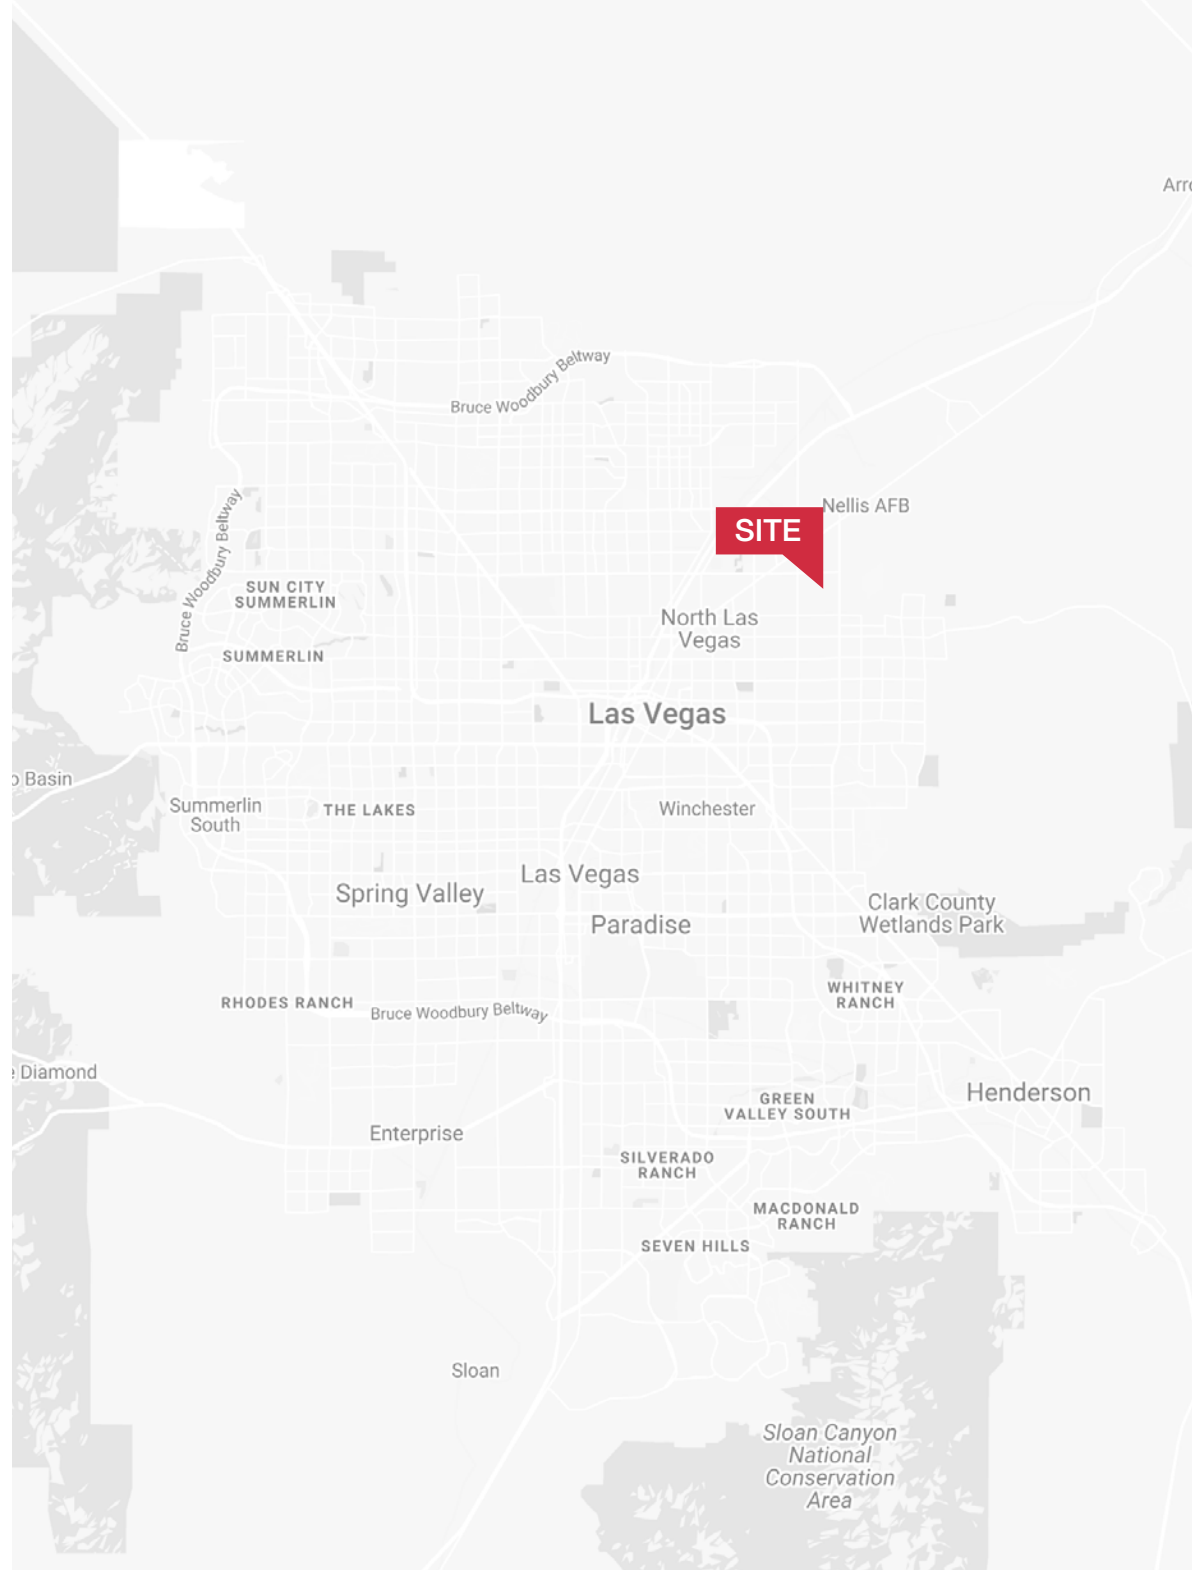 Arr
Bruce Woodbury Beltway
Nellis AFB
SITE
Bruce Woodbury Beltway
SUN CITY
SUMMERLIN
North Las
Vegas
SUMMERLIN
Las Vegas
o Basin
Summerlin
South
THE LAKES
Winchester
Las Vegas
Spring Valley
Clark County
Wetlands Park
Paradise
WHITNEY
RANCH
RHODES RANCH
Bruce Woodbury Beltway
e Diamond
Henderson
GREEN
VALLEY SOUTH
Enterprise
SILVERADO
RANCH
MACDONALD
RANCH
SEVEN HILLS
Sloan
Sloan Canyon
National
Conservation
Area